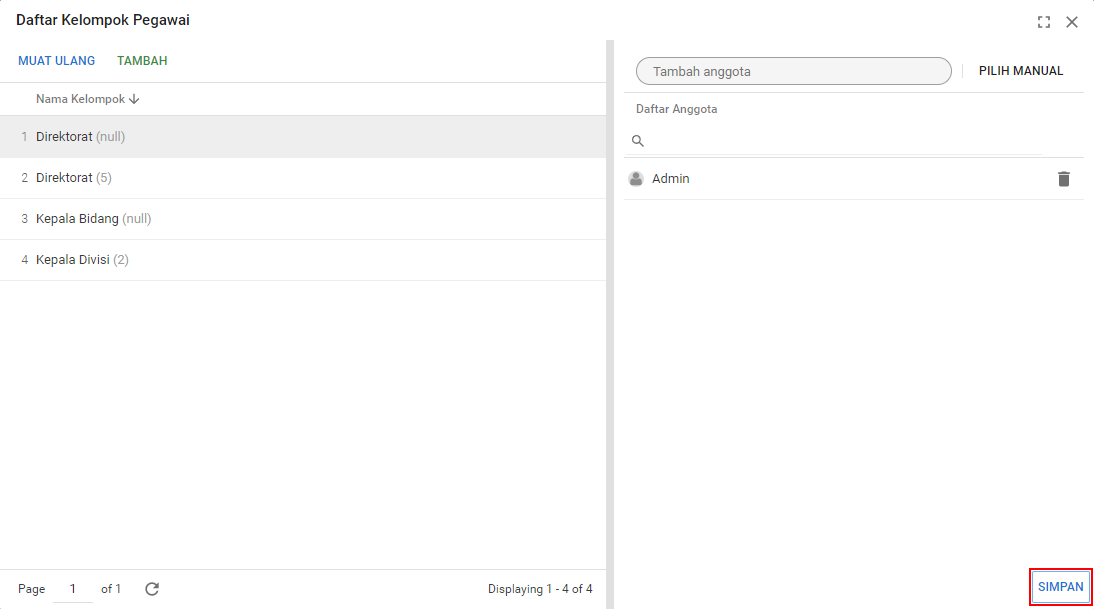 Daftar Kelompok Pegawai
MUAT ULANG TAMBAH
Nama Kelompok
1 Direktorat (null)
2 Direktorat (5)
3 Kepala Bidang (null)
4 Kepala Divisi (2)
Page 1 of 1 Displaying 1 - 4 of 4
Tambah anggota PILIH MANUAL
Daftar Anggota
Admin
SIMPAN